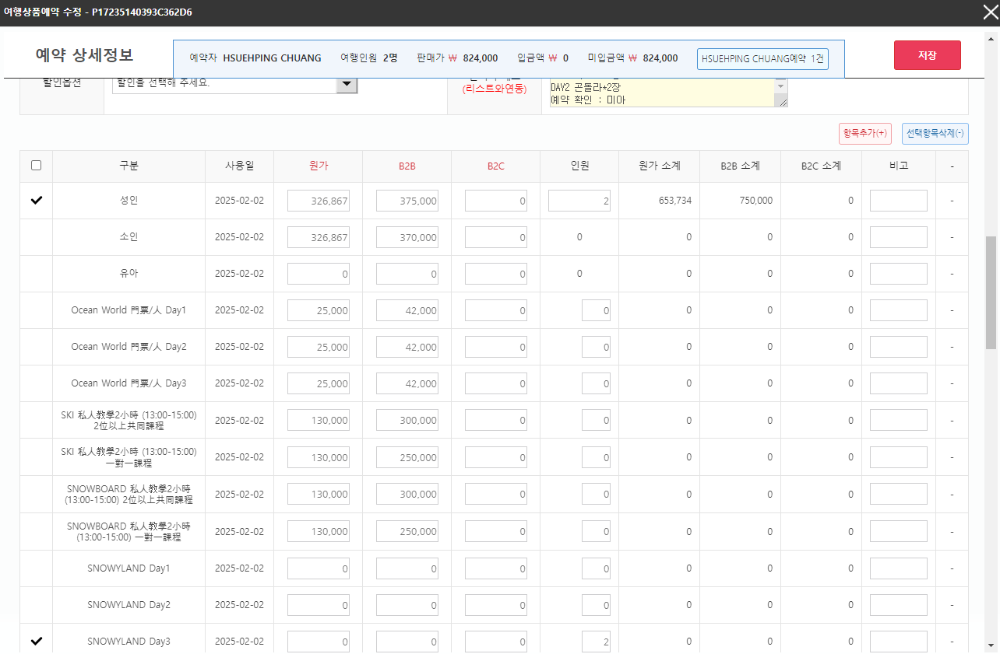 여행상품예약 수정 - P17235140393C362D6
예약 상세정보
예약자 HSUEHPING CHUANG 여행인원 2명 판매가 ₩ 824,000 입금액 ₩ 0 미입금액 ₩ 824,000 HSUEHPING CHUANG예약 1건
저장
할인옵션 할인을 선택해 주세요.
(리스트와연동)
DAY2 곤돌라*2장
예약 확인 : 미아
항목추가(+) 선택항목삭제(-)
구분 사용일 원가 B2B B2C 인원 원가 소계 B2B 소계 B2C 소계 비고 -
성인 2025-02-02 326,867 375,000 0 2 653,734 750,000 0 -
소인 2025-02-02 326,867 370,000 0 0 0 0 0 -
유아 2025-02-02 0 0 0 0 0 0 0 -
Ocean World 門票/人 Day1 2025-02-02 25,000 42,000 0 0 0 0 0 -
Ocean World 門票/人 Day2 2025-02-02 25,000 42,000 0 0 0 0 0 -
Ocean World 門票/人 Day3 2025-02-02 25,000 42,000 0 0 0 0 0 -
SKI 私人教學2小時 (13:00-15:00)
2位以上共同課程 2025-02-02 130,000 300,000 0 0 0 0 0 -
SKI 私人教學2小時 (13:00-15:00)
一對一課程 2025-02-02 130,000 250,000 0 0 0 0 0 -
SNOWBOARD 私人教學2小時
(13:00-15:00) 2位以上共同課程 2025-02-02 130,000 300,000 0 0 0 0 0 -
SNOWBOARD 私人教學2小時
(13:00-15:00) 一對一課程 2025-02-02 130,000 250,000 0 0 0 0 0 -
SNOWYLAND Day1 2025-02-02 0 0 0 0 0 0 0 -
SNOWYLAND Day2 2025-02-02 0 0 0 0 0 0 0 -
SNOWYLAND Day3 2025-02-02 0 0 0 2 0 0 0 -